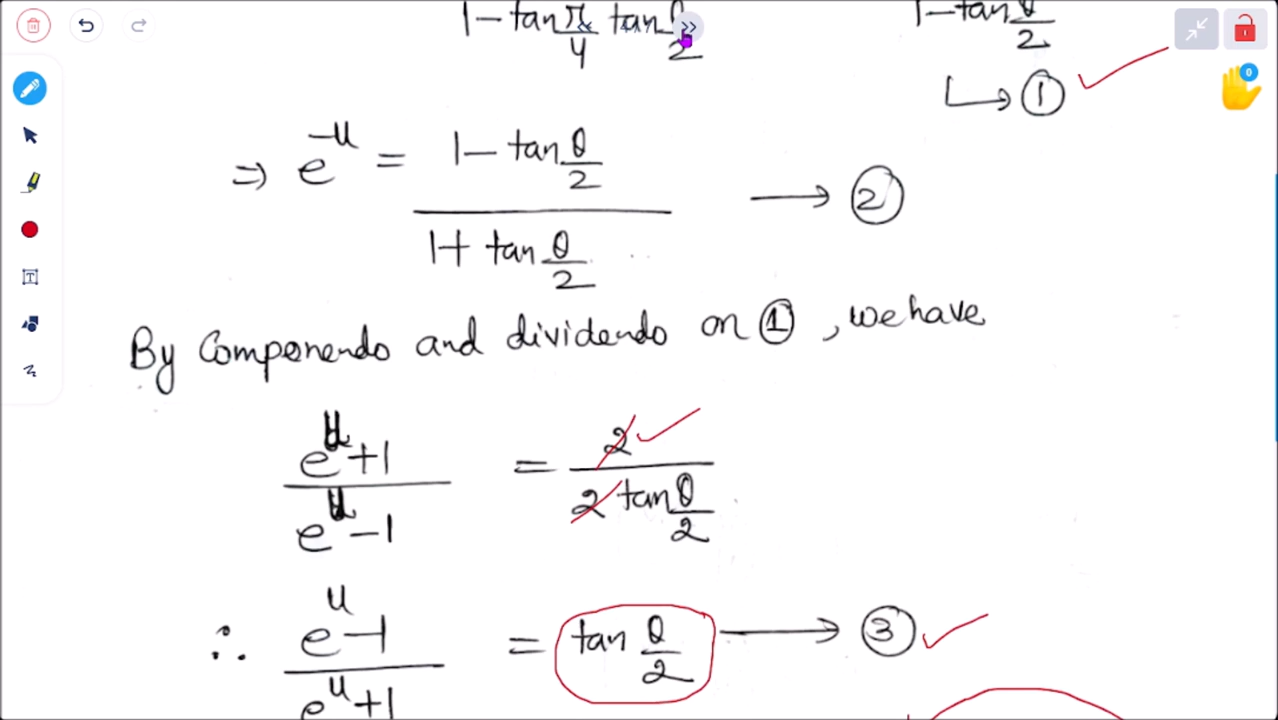 1 - tan π/4 tan θ/2    1 - tan θ/2
↳ ①
⇒ e^-u = (1 - tan θ/2) / (1 + tan θ/2) → ②
By Componendo and dividendo on ①, we have
(e^u + 1) / (e^u - 1) = 2 / (2 tan θ/2)
∴ (e^u - 1) / (e^u + 1) = tan θ/2 → ③